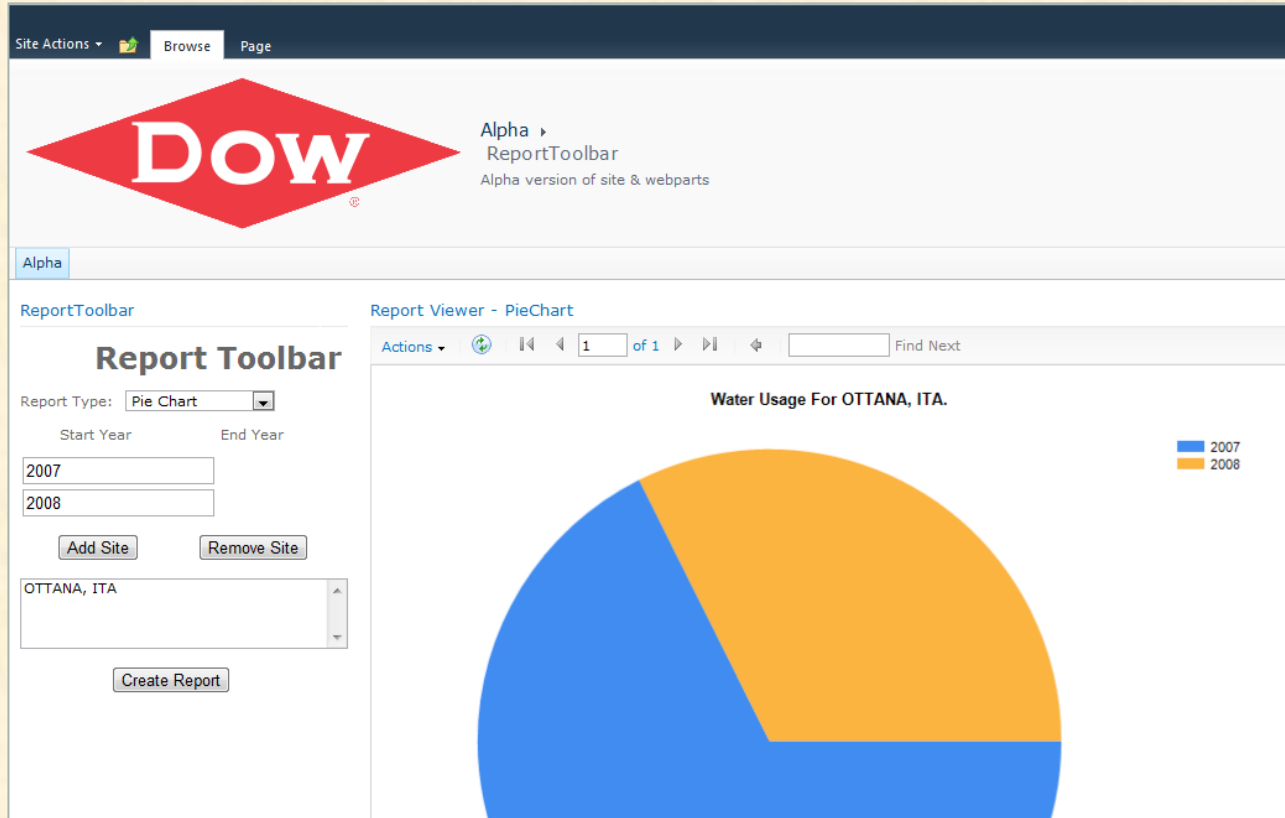 Site Actions Browse Page
DOW
®
Alpha
ReportToolbar
Alpha version of site & webparts
Alpha
ReportToolbar
Report Toolbar
Report Type: Pie Chart
Start Year End Year
2007
2008
Add Site Remove Site
OTTANA, ITA
Create Report
Report Viewer - PieChart
Actions 1 of 1 Find Next
Water Usage For OTTANA, ITA.
2007
2008